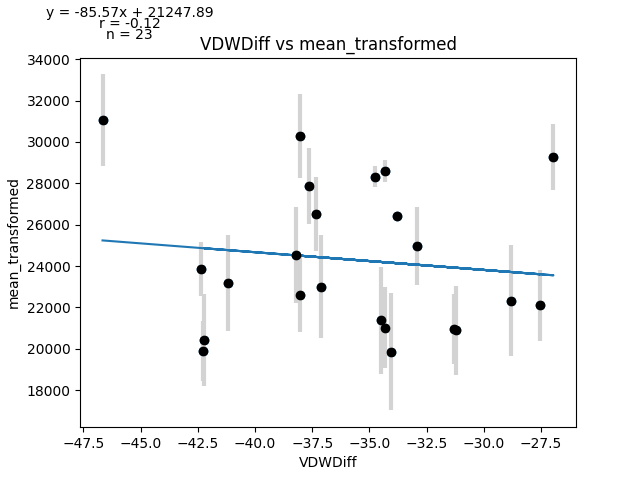 y = -85.57x + 21247.89
r = -0.12
n = 23
VDWDiff vs mean_transformed
34000
32000
30000
28000
26000
24000
22000
20000
18000
mean_transformed
−47.5 −45.0 −42.5 −40.0 −37.5 −35.0 −32.5 −30.0 −27.5
VDWDiff